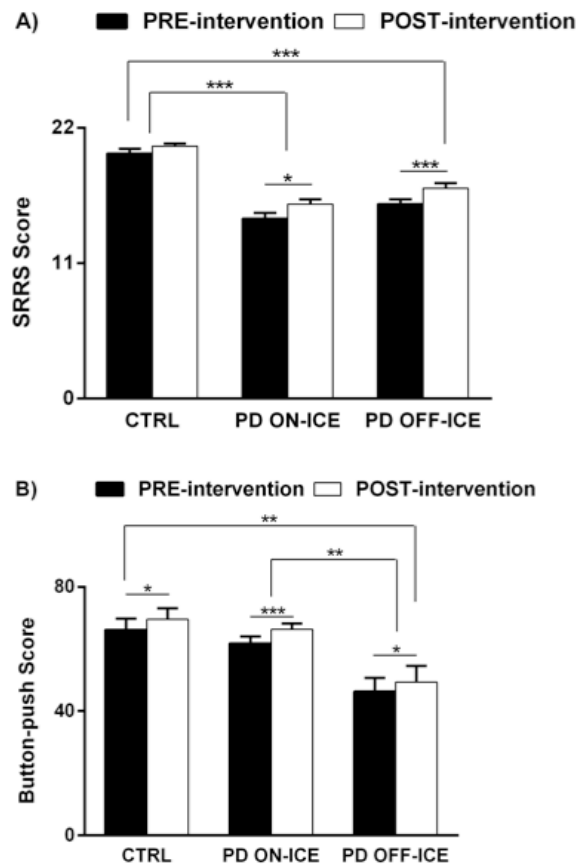 A) PRE-intervention POST-intervention
***
***
22
* ***
11
SRRS Score
0
CTRL PD ON-ICE PD OFF-ICE
B) PRE-intervention POST-intervention
**
**
80
* *** *
40
Button-push Score
0
CTRL PD ON-ICE PD OFF-ICE